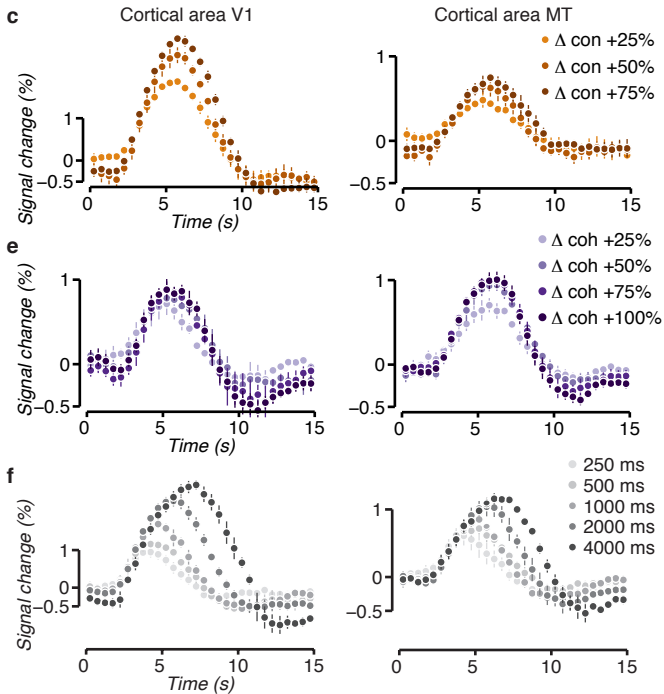 Cortical area V1
Cortical area MT
c
Signal change (%)
1
0
−0.5
0
5
10
15
Time (s)
1
0
−0.5
0
5
10
15
Δ con +25%
Δ con +50%
Δ con +75%
e
Signal change (%)
1
0
−0.5
0
5
10
15
Time (s)
1
0
−0.5
0
5
10
15
Δ coh +25%
Δ coh +50%
Δ coh +75%
Δ coh +100%
f
Signal change (%)
1
0
−0.5
0
5
10
15
Time (s)
1
0
−0.5
0
5
10
15
250 ms
500 ms
1000 ms
2000 ms
4000 ms